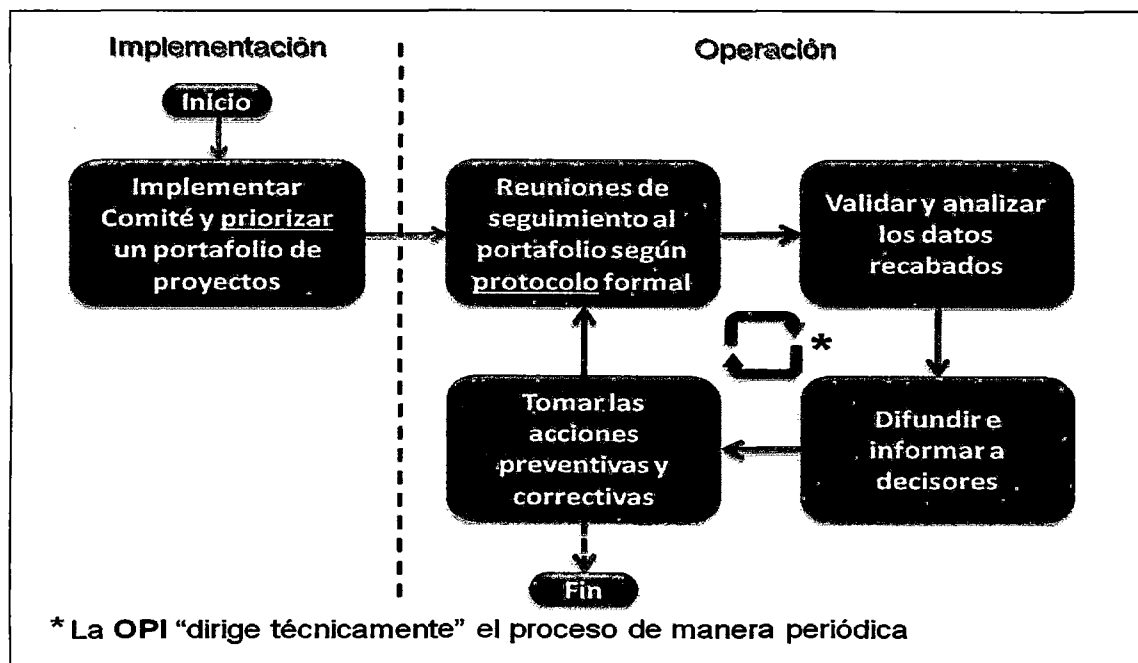 Implementación
Operación
Inicio
Implementar
Comité y priorizar
un portafolio de
proyectos
Reuniones de
seguimiento al
portafolio según
protocolo formal
Validar y analizar
los datos
recabados
*
Difundir e
informar a
decisores
Tomar las
acciones
preventivas y
correctivas
Fin
* La OPI “dirige técnicamente” el proceso de manera periódica